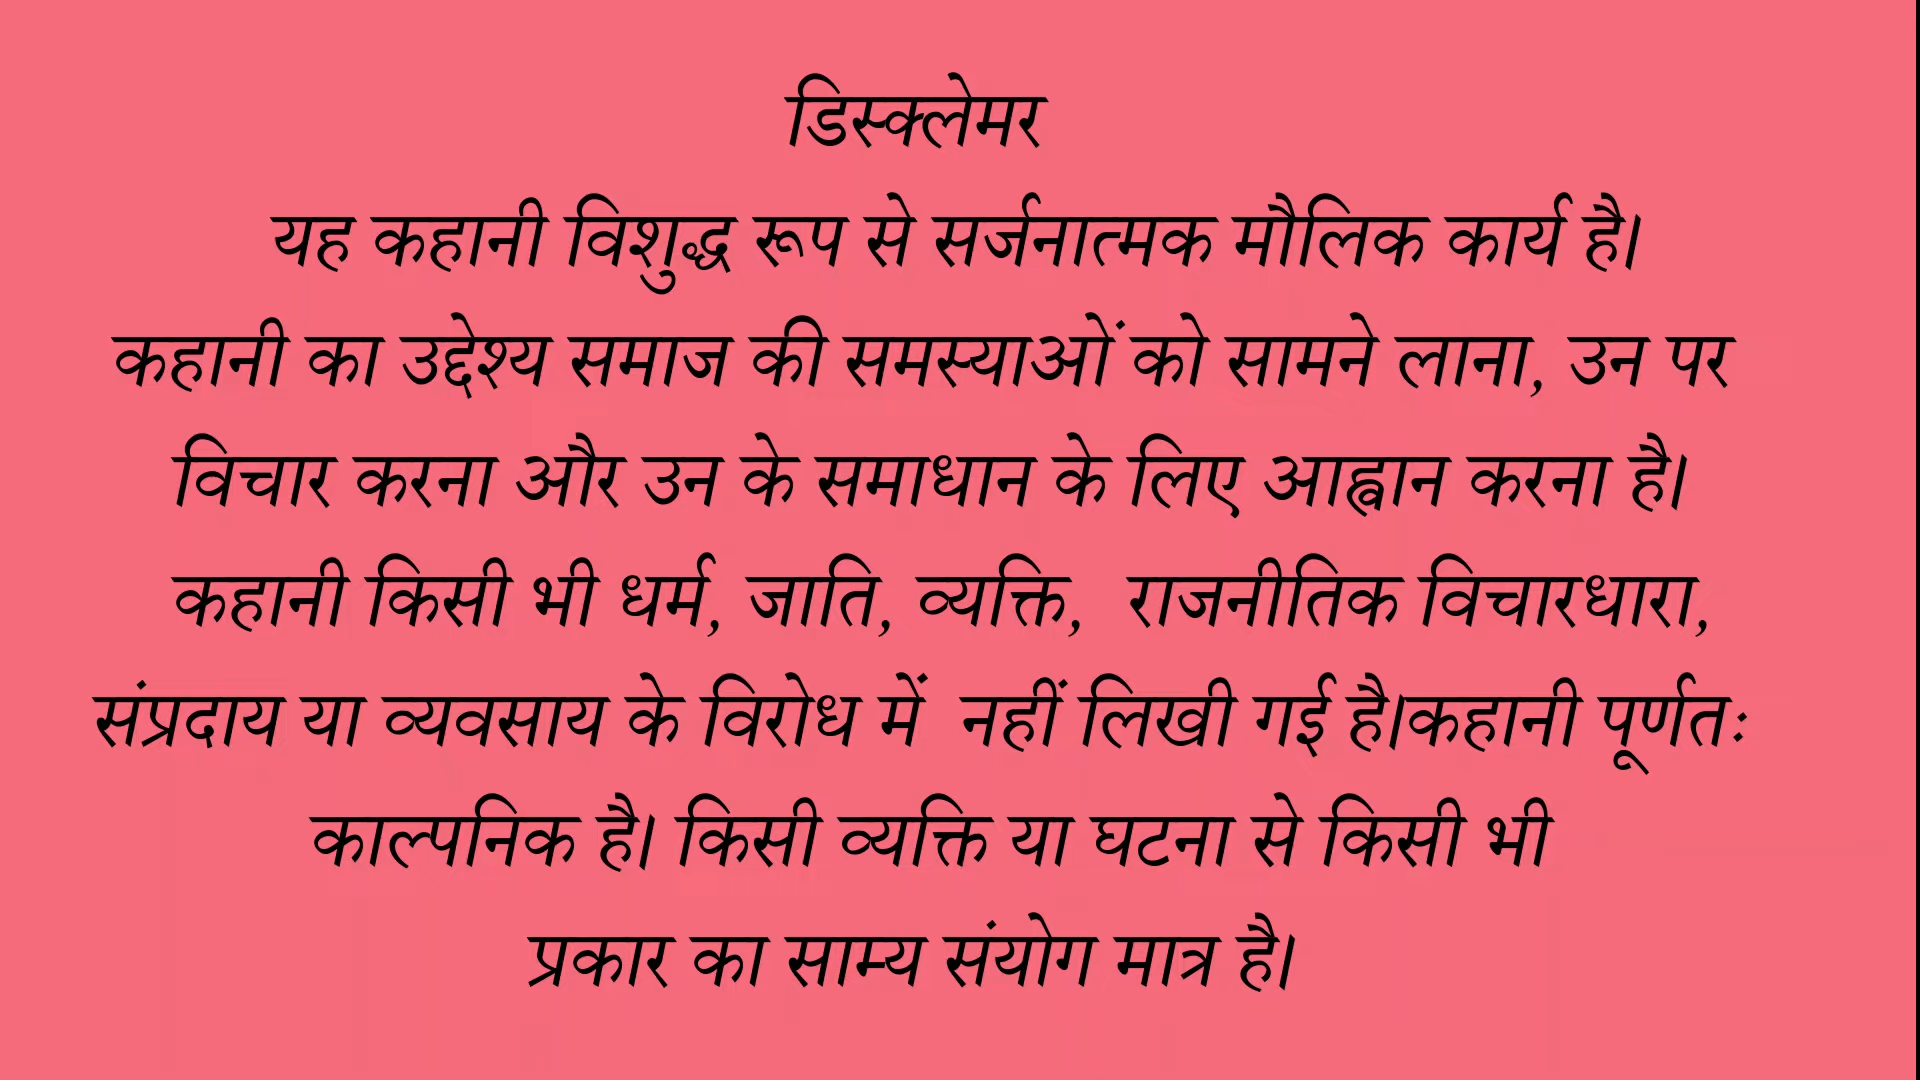 डिस्क्लेमर
यह कहानी विशुद्ध रूप से सर्जनात्मक मौलिक कार्य है।
कहानी का उद्देश्य समाज की समस्याओं को सामने लाना, उन पर
विचार करना और उन के समाधान के लिए आह्वान करना है।
कहानी किसी भी धर्म, जाति, व्यक्ति,  राजनीतिक विचारधारा,
संप्रदाय या व्यवसाय के विरोध में  नहीं लिखी गई है।कहानी पूर्णतः
काल्पनिक है। किसी व्यक्ति या घटना से किसी भी
प्रकार का साम्य संयोग मात्र है।